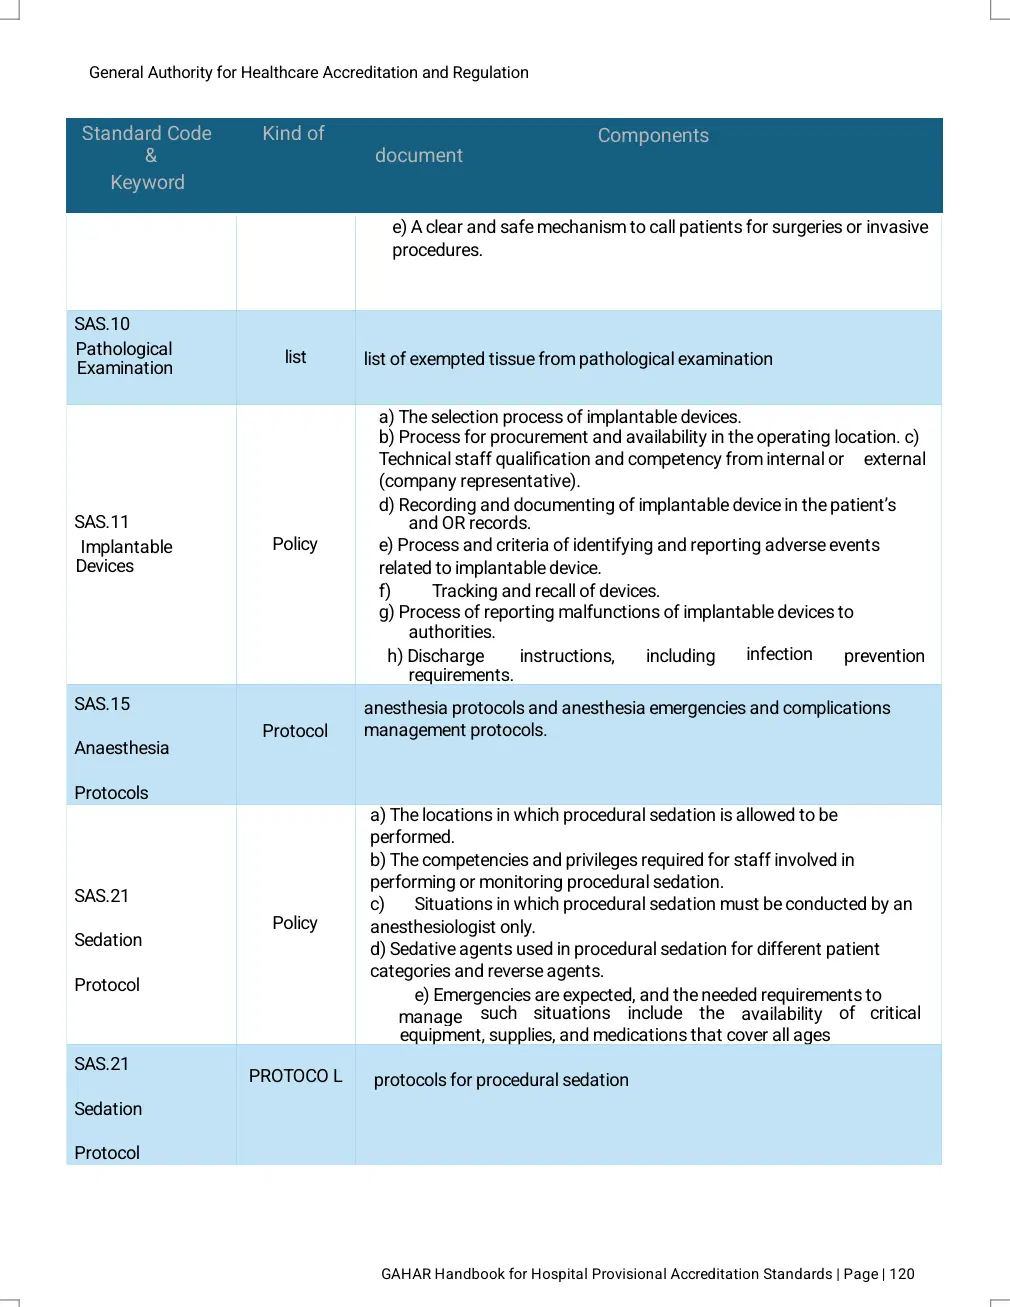 General Authority for Healthcare Accreditation and Regulation
Standard Code
&
Keyword
Kind of
document
Components
e) A clear and safe mechanism to call patients for surgeries or invasive
procedures.
SAS.10
Pathological
Examination
list
list of exempted tissue from pathological examination
SAS.11
Implantable
Devices
Policy
a) The selection process of implantable devices.
b) Process for procurement and availability in the operating location. c)
Technical staff qualification and competency from internal or external
(company representative).
d) Recording and documenting of implantable device in the patient’s
and OR records.
e) Process and criteria of identifying and reporting adverse events
related to implantable device.
f) Tracking and recall of devices.
g) Process of reporting malfunctions of implantable devices to
authorities.
h) Discharge instructions, including infection prevention
requirements.
SAS.15
Anaesthesia
Protocols
Protocol
anesthesia protocols and anesthesia emergencies and complications
management protocols.
SAS.21
Sedation
Protocol
Policy
a) The locations in which procedural sedation is allowed to be
performed.
b) The competencies and privileges required for staff involved in
performing or monitoring procedural sedation.
c) Situations in which procedural sedation must be conducted by an
anesthesiologist only.
d) Sedative agents used in procedural sedation for different patient
categories and reverse agents.
e) Emergencies are expected, and the needed requirements to
manage such situations include the availability of critical
equipment, supplies, and medications that cover all ages
SAS.21
Sedation
Protocol
PROTOCO L
protocols for procedural sedation
GAHAR Handbook for Hospital Provisional Accreditation Standards | Page | 120